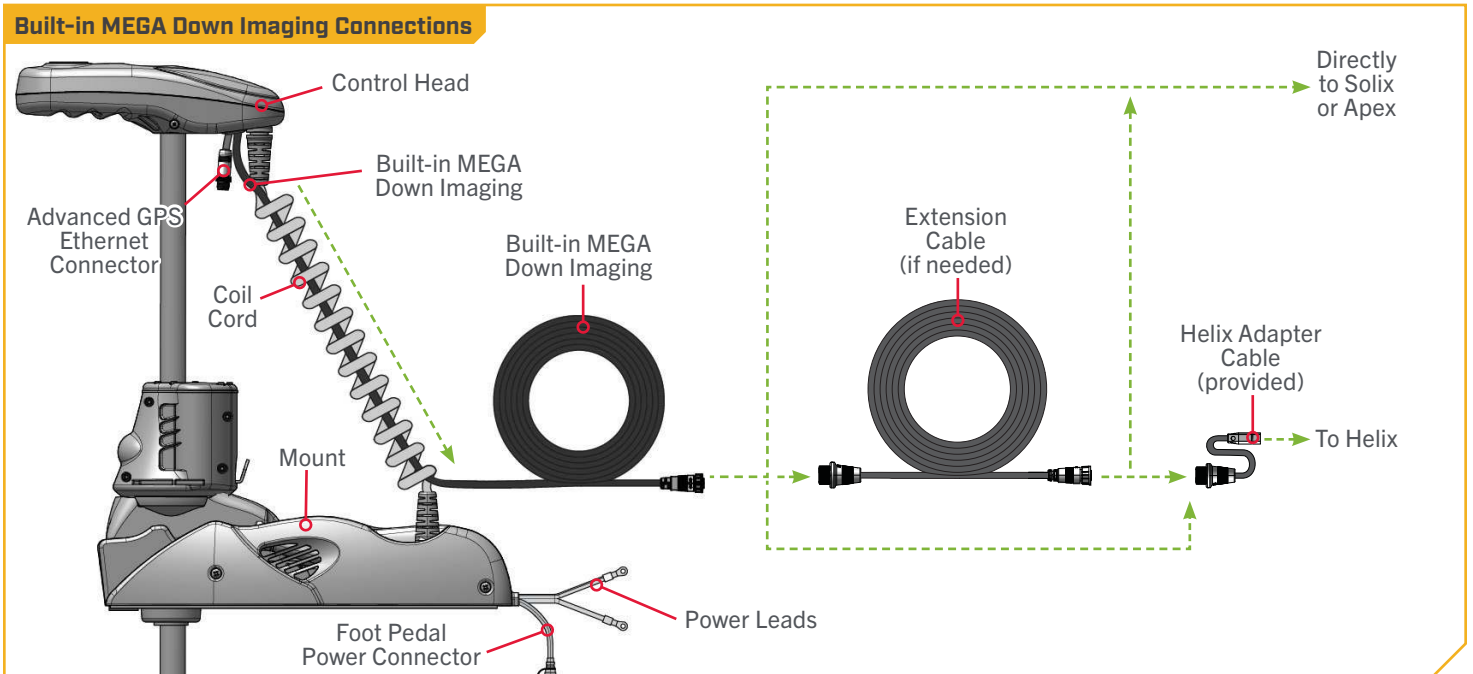 Built-in MEGA Down Imaging Connections
Control Head
Directly
to Solix
or Apex
Built-in MEGA
Down Imaging
Advanced GPS
Ethernet
Connector
Coil
Cord
Built-in MEGA
Down Imaging
Extension
Cable
(if needed)
Helix Adapter
Cable
(provided)
To Helix
Mount
Power Leads
Foot Pedal
Power Connector